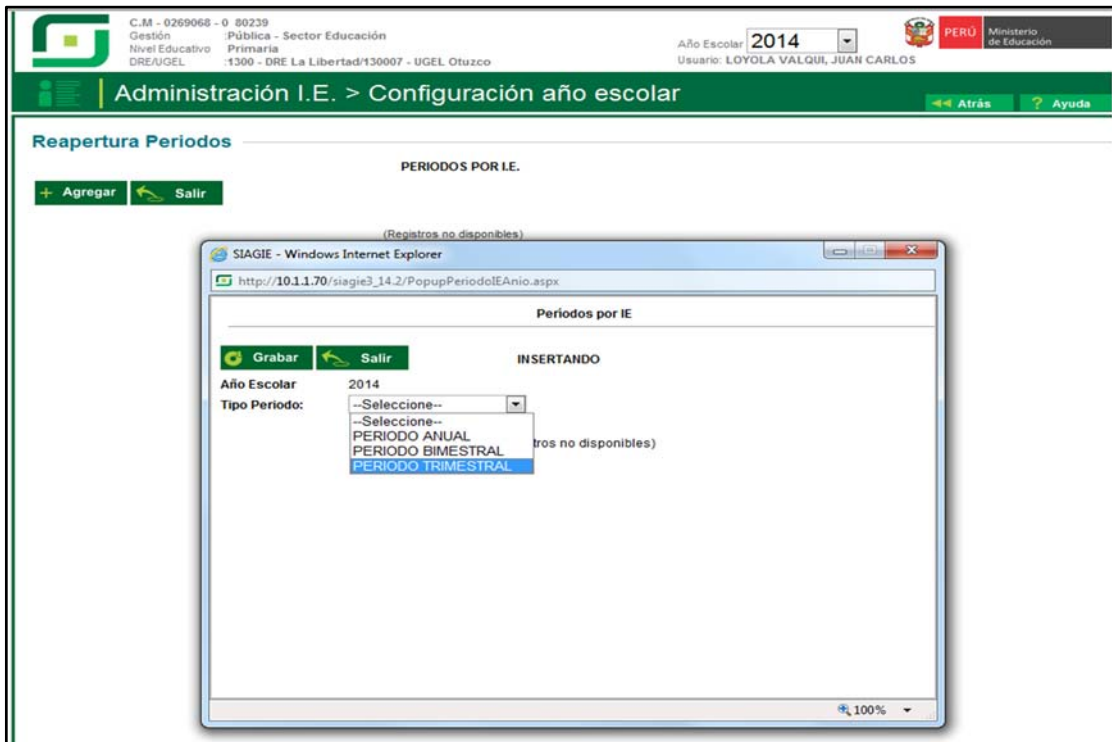 C.M - 0269068 - 0 80239
Gestión :Pública - Sector Educación
Nivel Educativo Primaria
DRE/UGEL :1300 - DRE La Libertad/130007 - UGEL Otuzco
Año Escolar 2014
Usuario: LOYOLA VALQUI, JUAN CARLOS
PERÚ Ministerio
de Educación
Administración I.E. > Configuración año escolar
Atrás ? Ayuda
Reapertura Periodos
PERIODOS POR I.E.
+ Agregar Salir
(Registros no disponibles)
SIAGIE - Windows Internet Explorer
http://10.1.1.70/siagie3_14.2/PopupPeriodoIEAnio.aspx
Periodos por IE
Grabar Salir INSERTANDO
Año Escolar 2014
Tipo Periodo: --Seleccione--
--Seleccione--
PERIODO ANUAL
PERIODO BIMESTRAL
PERIODO TRIMESTRAL
tros no disponibles)
100%